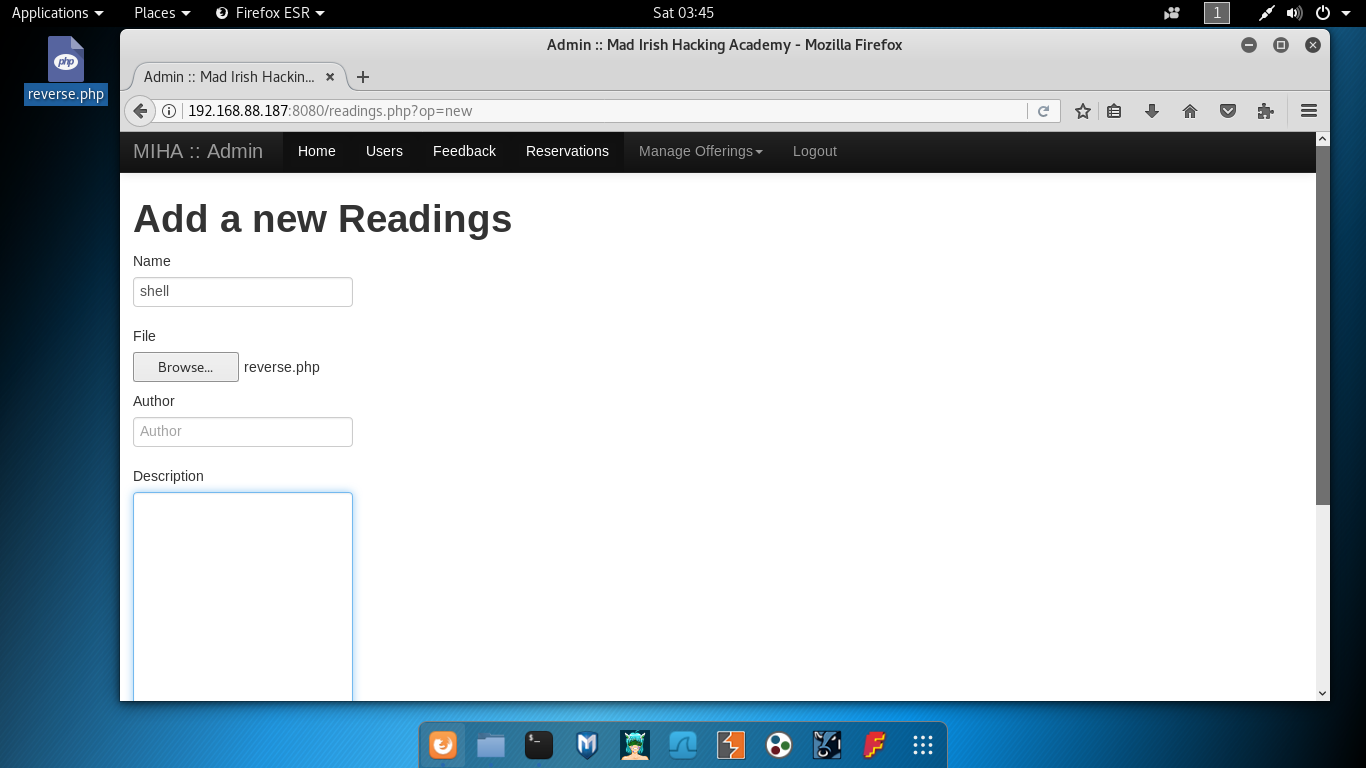 Applications Places Firefox ESR Sat 03:45 1
php
reverse.php
Admin :: Mad Irish Hacking Academy - Mozilla Firefox
Admin :: Mad Irish Hackin...
192.168.88.187:8080/readings.php?op=new
MIHA :: Admin Home Users Feedback Reservations Manage Offerings Logout
Add a new Readings
Name
shell
File
Browse... reverse.php
Author
Author
Description
$-